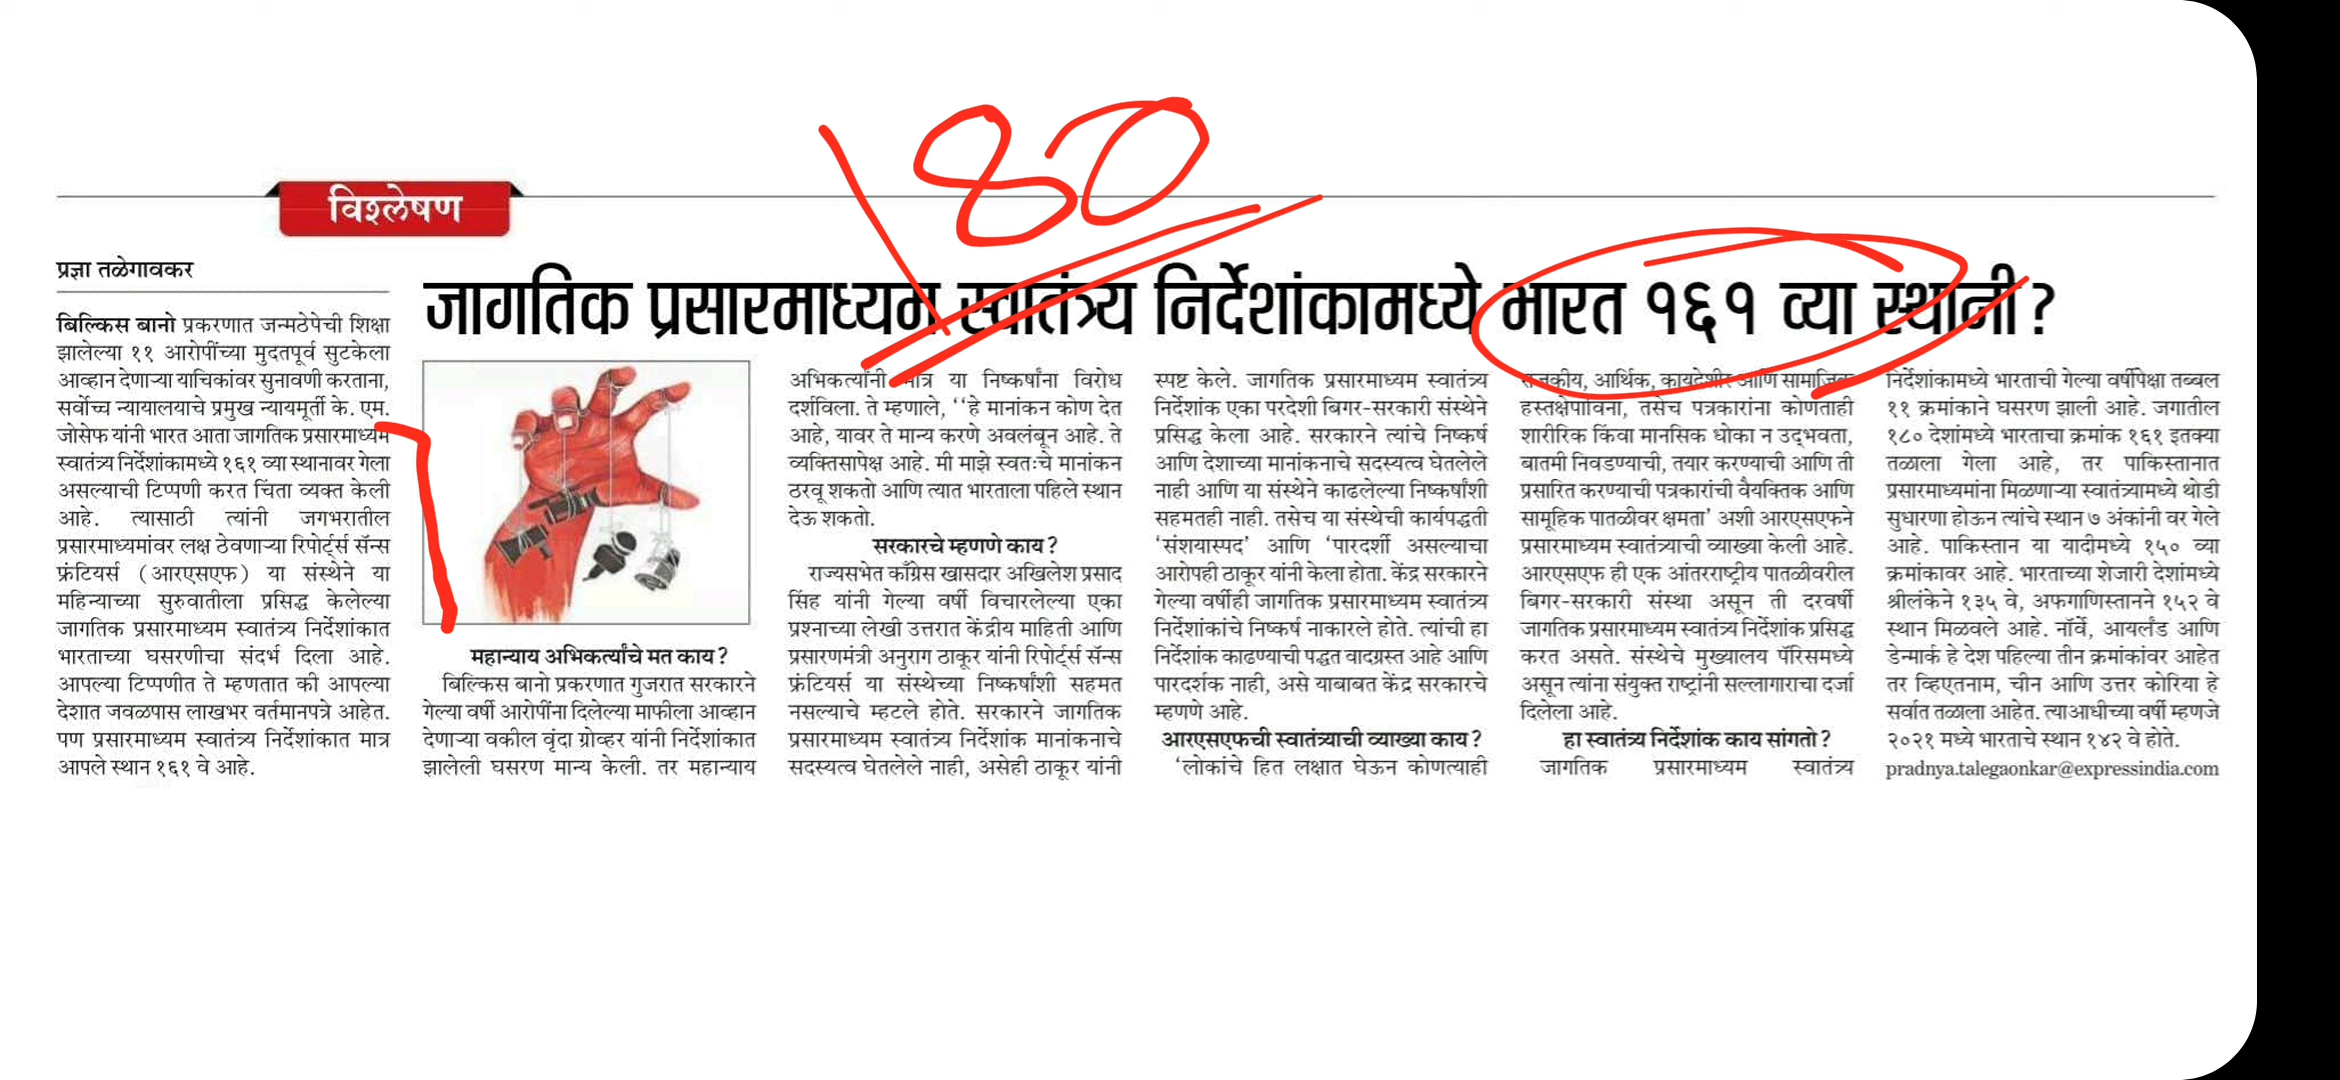 180
विश्लेषण
प्रज्ञा तळेगावकर
जागतिक प्रसारमाध्यम स्वातंत्र्य निर्देशांकामध्ये भारत १६१ व्या स्थानी?
बिल्किस बानो प्रकरणात जन्मठेपेची शिक्षा
झालेल्या ११ आरोपींच्या मुदतपूर्व सुटकेला
आव्हान देणाऱ्या याचिकांवर सुनावणी करताना,
सर्वोच्च न्यायालयाचे प्रमुख न्यायमूर्ती के. एम.
जोसेफ यांनी भारत आता जागतिक प्रसारमाध्यम
स्वातंत्र्य निर्देशांकामध्ये १६१ व्या स्थानावर गेला
असल्याची टिप्पणी करत चिंता व्यक्त केली
आहे. त्यासाठी त्यांनी जगभरातील
प्रसारमाध्यमांवर लक्ष ठेवणाऱ्या रिपोर्ट्स सॅन्स
फ्रंटियर्स (आरएसएफ) या संस्थेने या
महिन्याच्या सुरुवातीला प्रसिद्ध केलेल्या
जागतिक प्रसारमाध्यम स्वातंत्र्य निर्देशांकात
भारताच्या घसरणीचा संदर्भ दिला आहे.
आपल्या टिप्पणीत ते म्हणतात की आपल्या
देशात जवळपास लाखभर वर्तमानपत्रे आहेत.
पण प्रसारमाध्यम स्वातंत्र्य निर्देशांकात मात्र
आपले स्थान १६१ वे आहे.
महान्याय अभिकर्त्यांचे मत काय?
बिल्किस बानो प्रकरणात गुजरात सरकारने
गेल्या वर्षी आरोपींना दिलेल्या माफीला आव्हान
देणाऱ्या वकील वृंदा ग्रोव्हर यांनी निर्देशांकात
झालेली घसरण मान्य केली. तर महान्याय
अभिकर्त्यांनी मात्र या निष्कर्षांना विरोध
दर्शविला. ते म्हणाले, ‘‘हे मानांकन कोण देत
आहे, यावर ते मान्य करणे अवलंबून आहे. ते
व्यक्तिसापेक्ष आहे. मी माझे स्वतःचे मानांकन
ठरवू शकतो आणि त्यात भारताला पहिले स्थान
देऊ शकतो.
सरकारचे म्हणणे काय?
राज्यसभेत काँग्रेस खासदार अखिलेश प्रसाद
सिंह यांनी गेल्या वर्षी विचारलेल्या एका
प्रश्नाच्या लेखी उत्तरात केंद्रीय माहिती आणि
प्रसारणमंत्री अनुराग ठाकूर यांनी रिपोर्ट्स सॅन्स
फ्रंटियर्स या संस्थेच्या निष्कर्षांशी सहमत
नसल्याचे म्हटले होते. सरकारने जागतिक
प्रसारमाध्यम स्वातंत्र्य निर्देशांक मानांकनाचे
सदस्यत्व घेतलेले नाही, असेही ठाकूर यांनी
स्पष्ट केले. जागतिक प्रसारमाध्यम स्वातंत्र्य
निर्देशांक एका परदेशी बिगर-सरकारी संस्थेने
प्रसिद्ध केला आहे. सरकारने त्यांचे निष्कर्ष
आणि देशाच्या मानांकनाचे सदस्यत्व घेतलेले
नाही आणि या संस्थेने काढलेल्या निष्कर्षांशी
सहमतही नाही. तसेच या संस्थेची कार्यपद्धती
‘संशयास्पद’ आणि ‘पारदर्शी असल्याचा
आरोपही ठाकूर यांनी केला होता. केंद्र सरकारने
गेल्या वर्षीही जागतिक प्रसारमाध्यम स्वातंत्र्य
निर्देशांकांचे निष्कर्ष नाकारले होते. त्यांची हा
निर्देशांक काढण्याची पद्धत वादग्रस्त आहे आणि
पारदर्शक नाही, असे याबाबत केंद्र सरकारचे
म्हणणे आहे.
आरएसएफची स्वातंत्र्याची व्याख्या काय?
‘लोकांचे हित लक्षात घेऊन कोणत्याही
राजकीय, आर्थिक, कायदेशीर आणि सामाजिक
हस्तक्षेपाविना, तसेच पत्रकारांना कोणताही
शारीरिक किंवा मानसिक धोका न उद्भवता,
बातमी निवडण्याची, तयार करण्याची आणि ती
प्रसारित करण्याची पत्रकारांची वैयक्तिक आणि
सामूहिक पातळीवर क्षमता’ अशी आरएसएफने
प्रसारमाध्यम स्वातंत्र्याची व्याख्या केली आहे.
आरएसएफ ही एक आंतरराष्ट्रीय पातळीवरील
बिगर-सरकारी संस्था असून ती दरवर्षी
जागतिक प्रसारमाध्यम स्वातंत्र्य निर्देशांक प्रसिद्ध
करत असते. संस्थेचे मुख्यालय पॅरिसमध्ये
असून त्यांना संयुक्त राष्ट्रांनी सल्लागाराचा दर्जा
दिलेला आहे.
हा स्वातंत्र्य निर्देशांक काय सांगतो?
जागतिक प्रसारमाध्यम स्वातंत्र्य
निर्देशांकामध्ये भारताची गेल्या वर्षीपेक्षा तब्बल
११ क्रमांकाने घसरण झाली आहे. जगातील
१८० देशांमध्ये भारताचा क्रमांक १६१ इतक्या
तळाला गेला आहे, तर पाकिस्तानात
प्रसारमाध्यमांना मिळणाऱ्या स्वातंत्र्यामध्ये थोडी
सुधारणा होऊन त्यांचे स्थान ७ अंकांनी वर गेले
आहे. पाकिस्तान या यादीमध्ये १५० व्या
क्रमांकावर आहे. भारताच्या शेजारी देशांमध्ये
श्रीलंकेने १३५ वे, अफगाणिस्तानने १५२ वे
स्थान मिळवले आहे. नॉर्वे, आयर्लंड आणि
डेन्मार्क हे देश पहिल्या तीन क्रमांकांवर आहेत
तर व्हिएतनाम, चीन आणि उत्तर कोरिया हे
सर्वात तळाला आहेत. त्याआधीच्या वर्षी म्हणजे
२०२१ मध्ये भारताचे स्थान १४२ वे होते.
pradnya.talegaonkar@expressindia.com